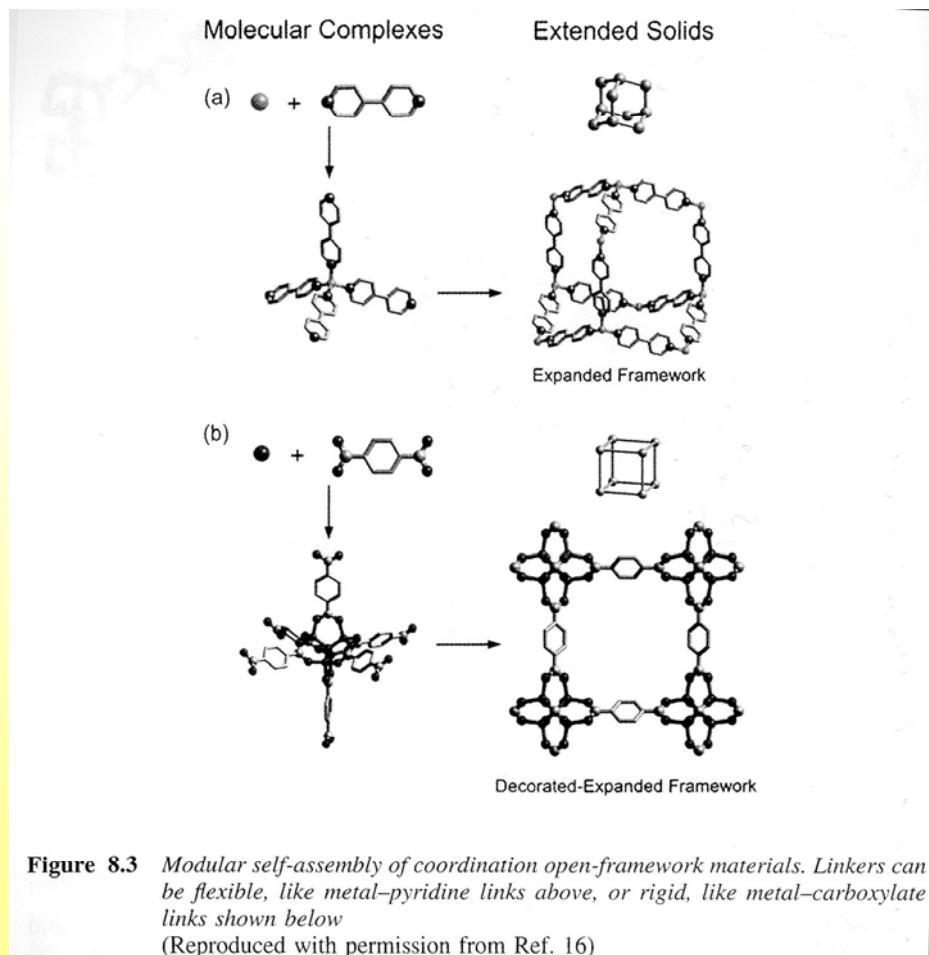 Molecular Complexes
Extended Solids
(a)
+
Expanded Framework
(b)
+
Decorated-Expanded Framework
Figure 8.3 Modular self-assembly of coordination open-framework materials. Linkers can
be flexible, like metal–pyridine links above, or rigid, like metal–carboxylate
links shown below
(Reproduced with permission from Ref. 16)